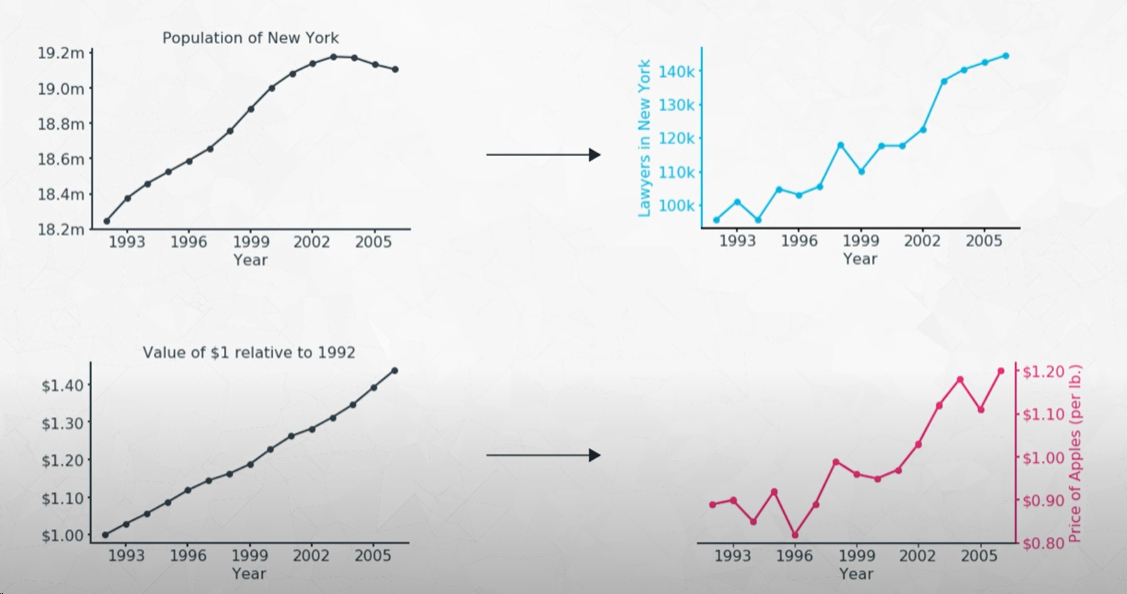 Population of New York
19.2m
19.0m
18.8m
18.6m
18.4m
18.2m
1993 1996 1999 2002 2005
Year
Lawyers in New York
140k
130k
120k
110k
100k
1993 1996 1999 2002 2005
Year
Value of $1 relative to 1992
$1.40
$1.30
$1.20
$1.10
$1.00
1993 1996 1999 2002 2005
Year
$1.20
$1.10
$1.00
$0.90
$0.80
Price of Apples (per lb.)
1993 1996 1999 2002 2005
Year